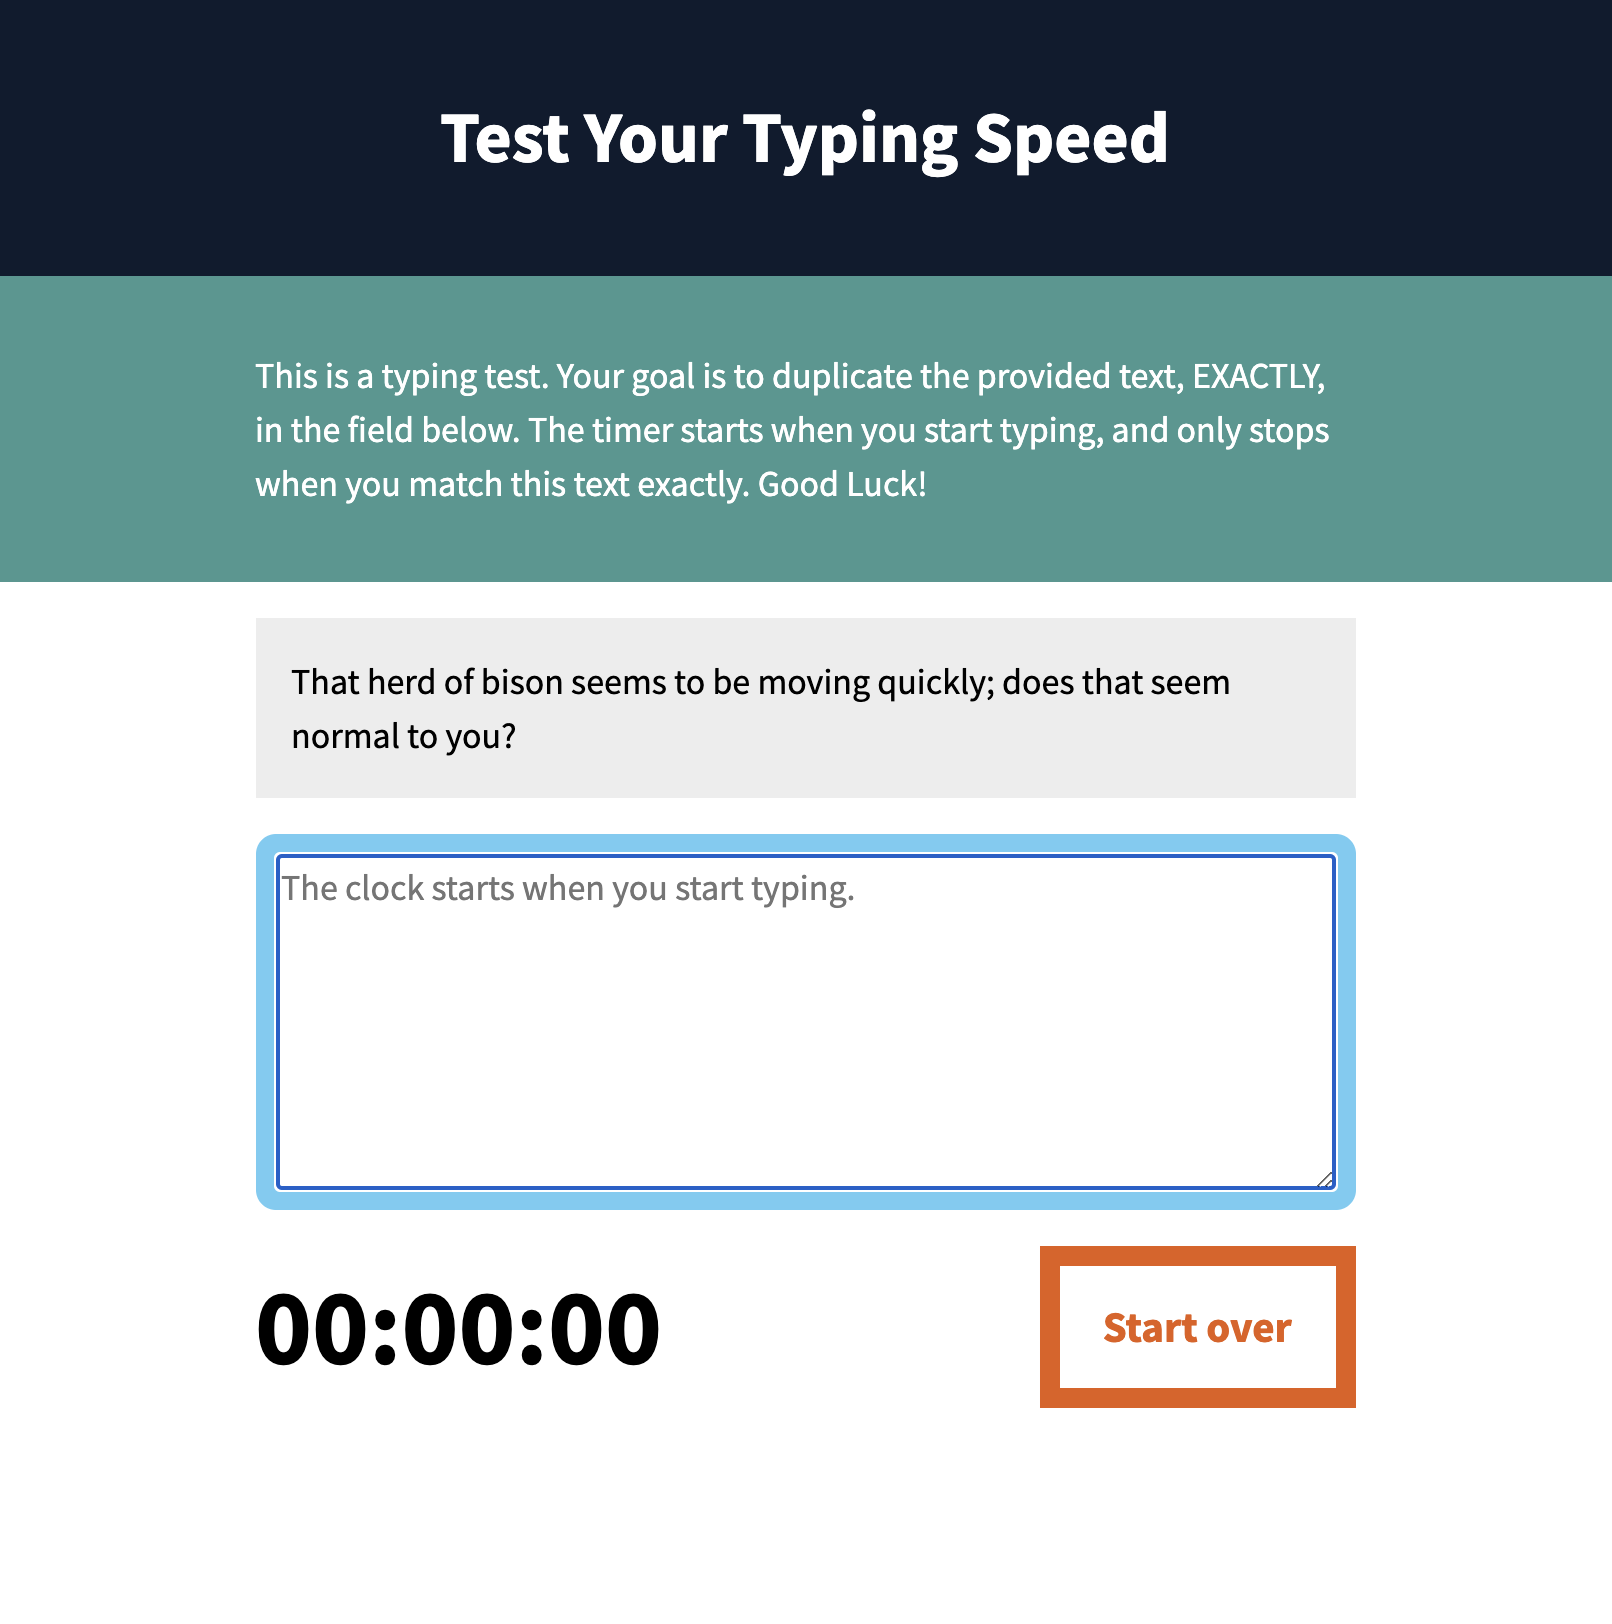 Test Your Typing Speed
This is a typing test. Your goal is to duplicate the provided text, EXACTLY,
in the field below. The timer starts when you start typing, and only stops
when you match this text exactly. Good Luck!
That herd of bison seems to be moving quickly; does that seem
normal to you?
The clock starts when you start typing.
00:00:00
Start over